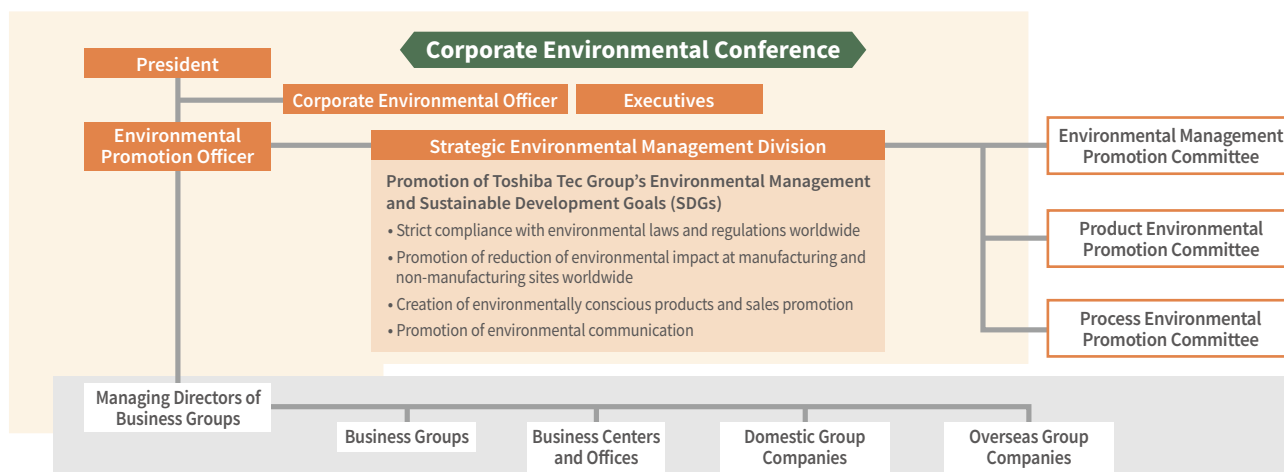 Corporate Environmental Conference
President
Corporate Environmental Officer
Executives
Environmental
Promotion Officer
Strategic Environmental Management Division
Promotion of Toshiba Tec Group’s Environmental Management
and Sustainable Development Goals (SDGs)
• Strict compliance with environmental laws and regulations worldwide
• Promotion of reduction of environmental impact at manufacturing and
non-manufacturing sites worldwide
• Creation of environmentally conscious products and sales promotion
• Promotion of environmental communication
Environmental Management
Promotion Committee
Product Environmental
Promotion Committee
Process Environmental
Promotion Committee
Managing Directors of
Business Groups
Business Groups
Business Centers
and Offices
Domestic Group
Companies
Overseas Group
Companies